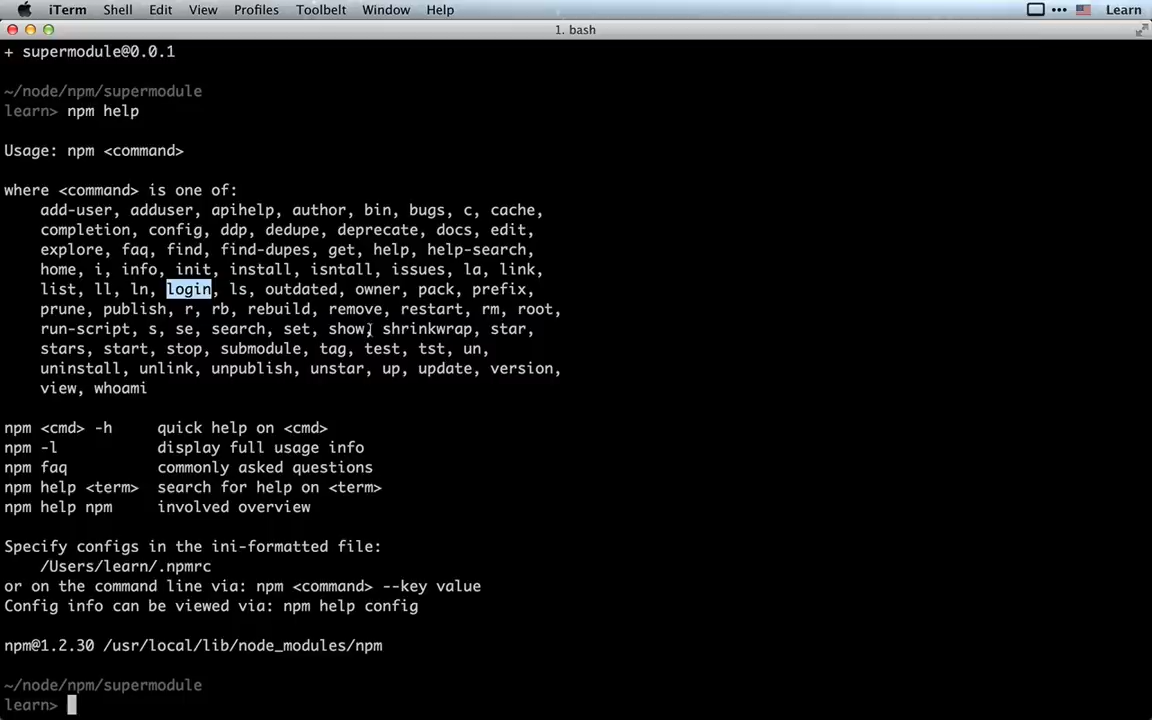 iTerm Shell Edit View Profiles Toolbelt Window Help Learn
1. bash
+ supermodule@0.0.1
~/node/npm/supermodule
learn> npm help
Usage: npm <command>
where <command> is one of:
add-user, adduser, apihelp, author, bin, bugs, c, cache,
completion, config, ddp, dedupe, deprecate, docs, edit,
explore, faq, find, find-dupes, get, help, help-search,
home, i, info, init, install, isntall, issues, la, link,
list, ll, ln, login, ls, outdated, owner, pack, prefix,
prune, publish, r, rb, rebuild, remove, restart, rm, root,
run-script, s, se, search, set, show, shrinkwrap, star,
stars, start, stop, submodule, tag, test, tst, un,
uninstall, unlink, unpublish, unstar, up, update, version,
view, whoami
npm <cmd> -h quick help on <cmd>
npm -l display full usage info
npm faq commonly asked questions
npm help <term> search for help on <term>
npm help npm involved overview
Specify configs in the ini-formatted file:
/Users/learn/.npmrc
or on the command line via: npm <command> --key value
Config info can be viewed via: npm help config
npm@1.2.30 /usr/local/lib/node_modules/npm
~/node/npm/supermodule
learn>